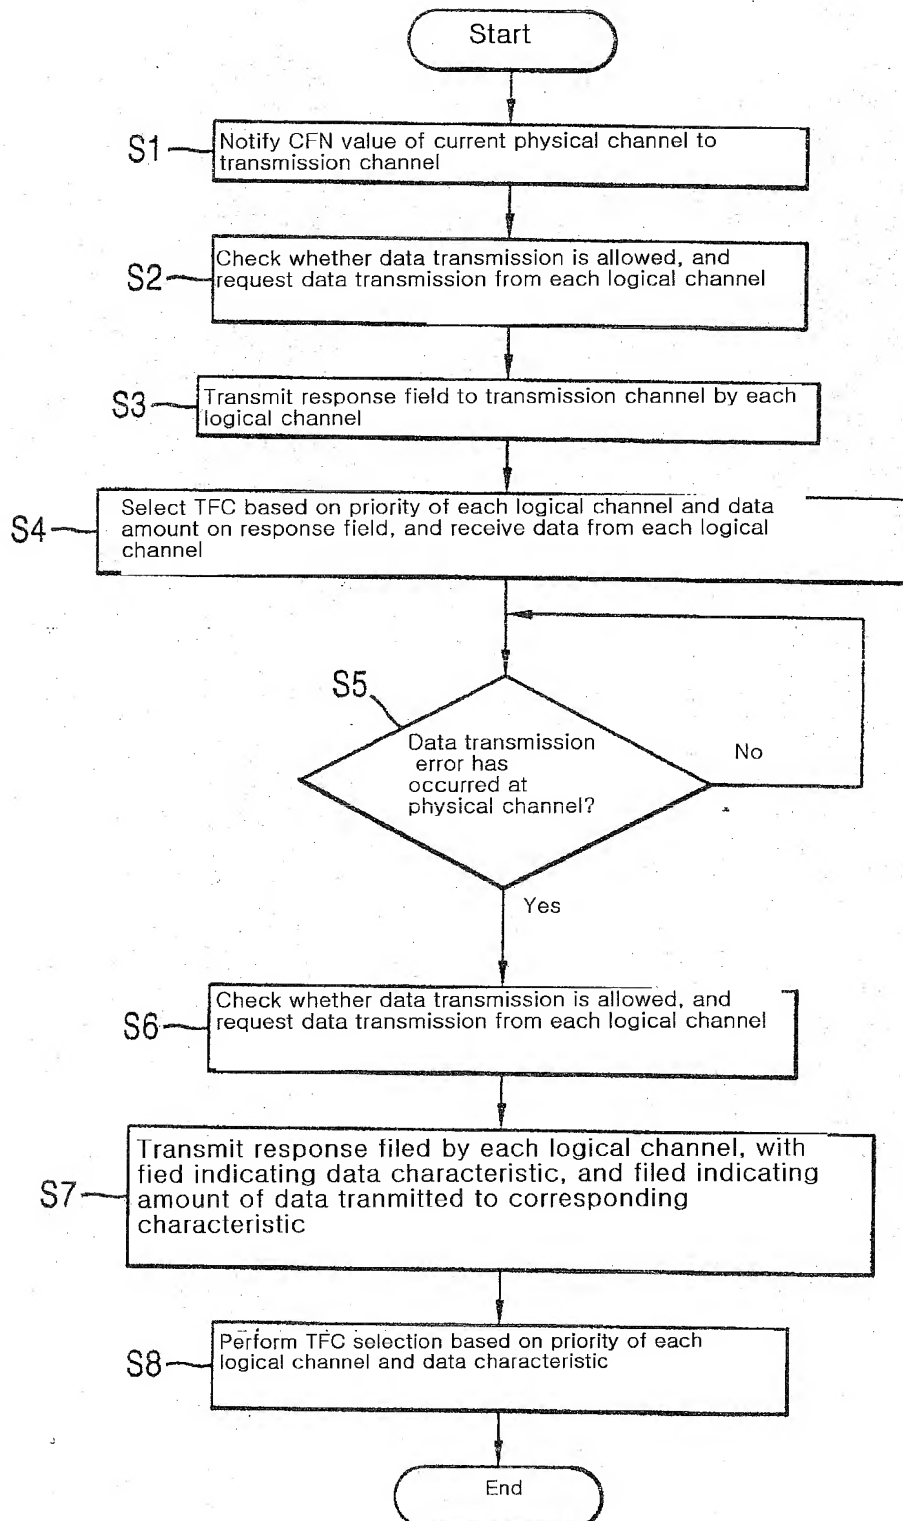 Start
S1
Notify CFN value of current physical channel to
transmission channel
S2
Check whether data transmission is allowed, and
request data transmission from each logical channel
S3
Transmit response field to transmission channel by each
logical channel
S4
Select TFC based on priority of each logical channel and data
amount on response field, and receive data from each logical
channel
S5
Data transmission
error has
occurred at
physical channel?
No
Yes
S6
Check whether data transmission is allowed, and
request data transmission from each logical channel
S7
Transmit response filed by each logical channel, with
fied indicating data characteristic, and filed indicating
amount of data tranmitted to corresponding
characteristic
S8
Perform TFC selection based on priority of each
logical channel and data characteristic
End